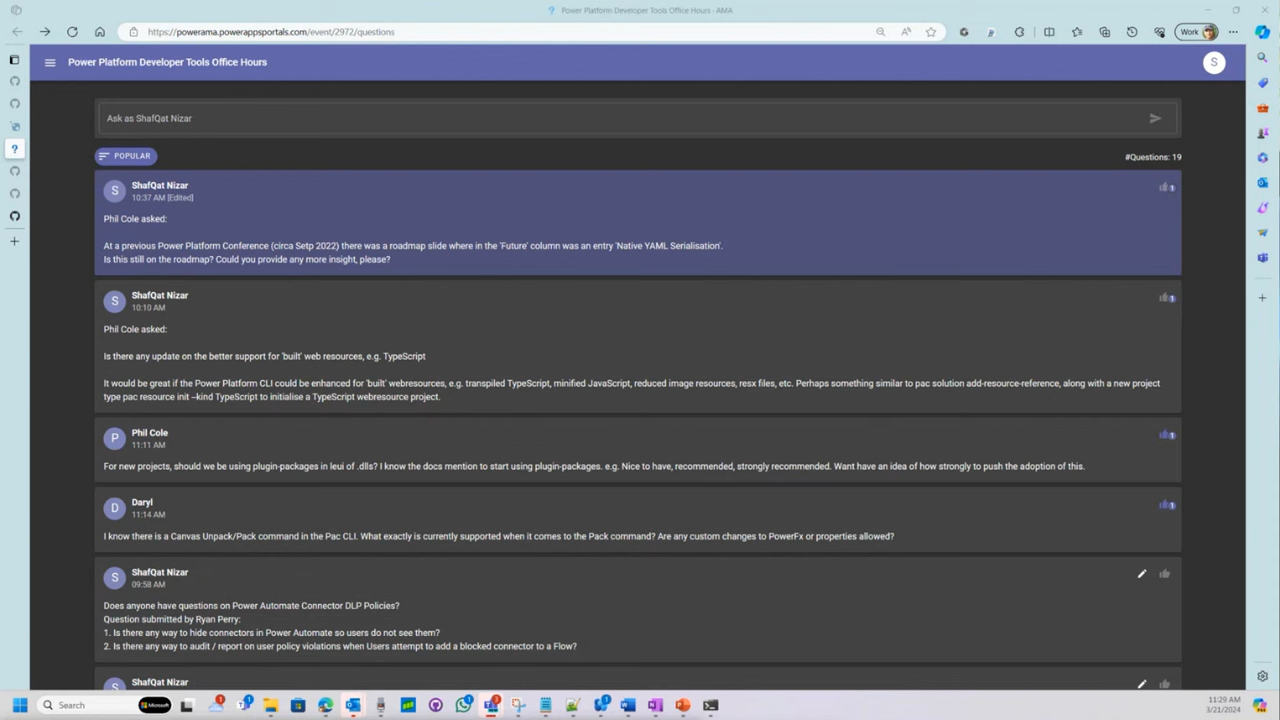 Power Platform Developer Tools Office Hours - AMA
https://powerama.powerappsportals.com/event/2972/questions
Work
Power Platform Developer Tools Office Hours
S
Ask as ShafQat Nizar
POPULAR
#Questions: 19
S
ShafQat Nizar
10:37 AM [Edited]
1
Phil Cole asked:
At a previous Power Platform Conference (circa Setp 2022) there was a roadmap slide where in the 'Future' column was an entry 'Native YAML Serialisation'.
Is this still on the roadmap? Could you provide any more insight, please?
S
ShafQat Nizar
10:10 AM
1
Phil Cole asked:
Is there any update on the better support for 'built' web resources, e.g. TypeScript
It would be great if the Power Platform CLI could be enhanced for 'built' webresources, e.g. transpiled TypeScript, minified JavaScript, reduced image resources, resx files, etc. Perhaps something similar to pac solution add-resource-reference, along with a new project
type pac resource init --kind TypeScript to initialise a TypeScript webresource project.
P
Phil Cole
11:11 AM
1
For new projects, should we be using plugin-packages in leui of .dlls? I know the docs mention to start using plugin-packages. e.g. Nice to have, recommended, strongly recommended. Want have an idea of how strongly to push the adoption of this.
D
Daryl
11:14 AM
1
I know there is a Canvas Unpack/Pack command in the Pac CLI. What exactly is currently supported when it comes to the Pack command? Are any custom changes to PowerFx or properties allowed?
S
ShafQat Nizar
09:58 AM
Does anyone have questions on Power Automate Connector DLP Policies?
Question submitted by Ryan Perry:
1. Is there any way to hide connectors in Power Automate so users do not see them?
2. Is there any way to audit / report on user policy violations when Users attempt to add a blocked connector to a Flow?
S
ShafQat Nizar
Search
Microsoft
11:29 AM
3/21/2024